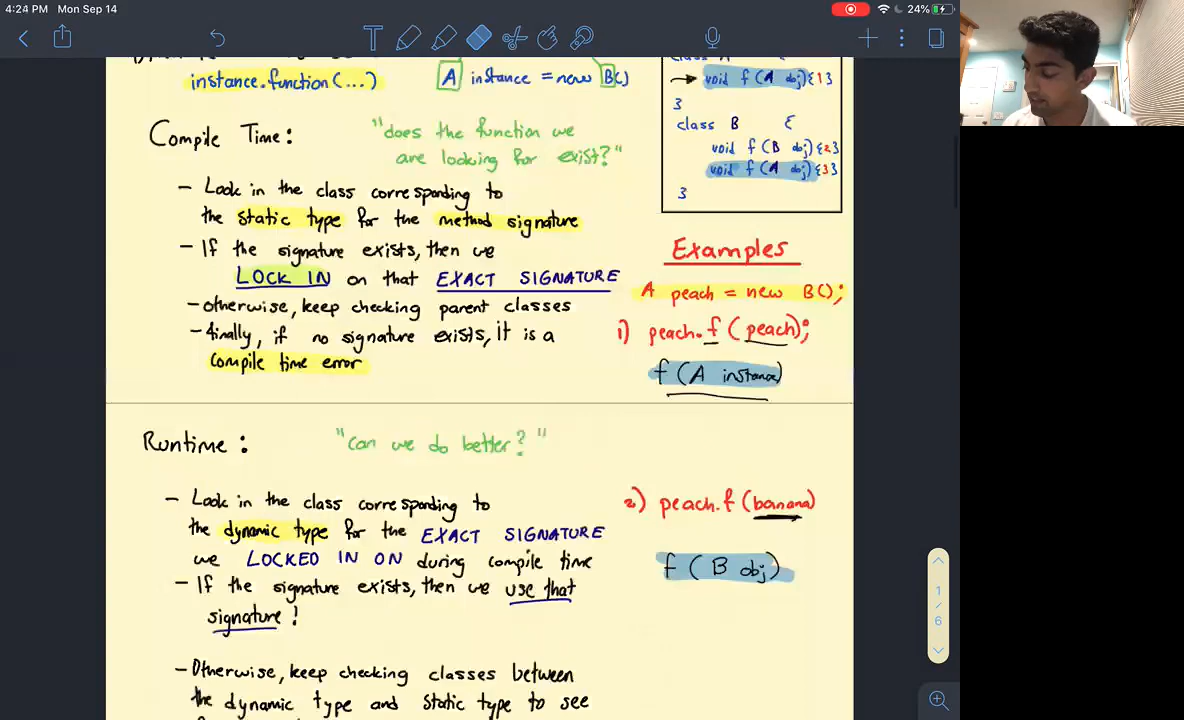 4:24 PM Mon Sep 14
24%
instance.function(...)
A instance = new B()
void f (A obj) {1}
}
class B {
void f (B obj) {2}
void f (A obj) {3}
}
Compile Time:
"does the function we
are looking for exist?"
- Look in the class corresponding to
the static type for the method signature
- If the signature exists, then we
LOCK IN on that EXACT SIGNATURE
- otherwise, keep checking parent classes
- finally, if no signature exists, it is a
compile time error
Examples
A peach = new B();
1) peach.f (peach);
f (A instance)
Runtime:
"can we do better?"
- Look in the class corresponding to
the dynamic type for the EXACT SIGNATURE
we LOCKED IN ON during compile time
- If the signature exists, then we use that
signature!
- Otherwise, keep checking classes between
the dynamic type and static type to see
2) peach.f (banana)
f (B obj)
1
/
6